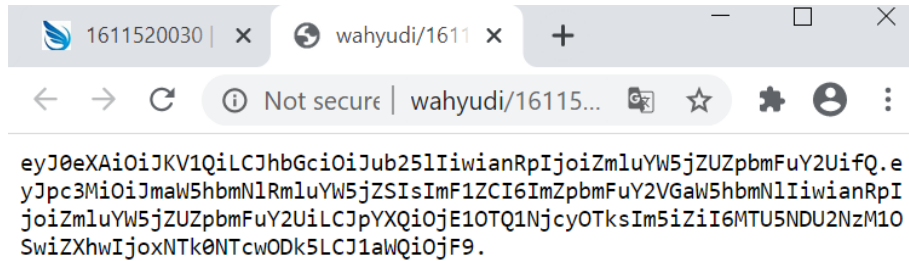 1611520030 |
wahyudi/1611
Not secure | wahyudi/16115...
eyJ0eXAiOiJKV1QiLCJhbGciOiJub25lIiwianRpIjoiZmluYW5jZUZpbmFuY2UifQ.e
yJpc3MiOiJmaW5hbmNlRmluYW5jZSIsImF1ZCI6ImZpbmFuY2VGaW5hbmNlIiwianRpI
joiZmluYW5jZUZpbmFuY2UiLCJpYXQiOjE1OTQ1NjcyOTksIm5iZiI6MTU5NDU2NzM1O
SwiZXhwIjoxNTk0NTcwODk5LCJ1aWQiOjF9.